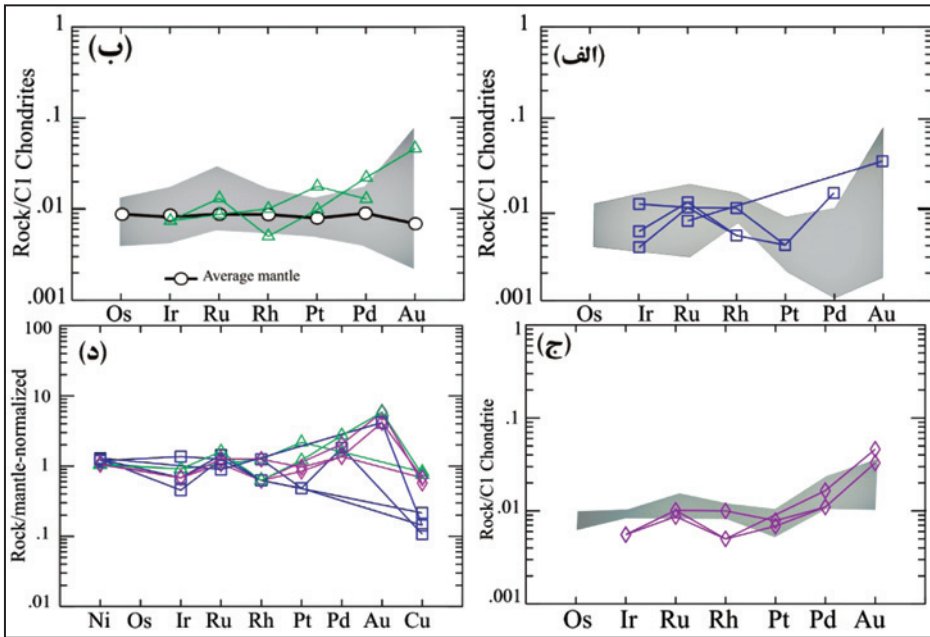 (ب)
Rock/C1 Chondrites
1
.1
.01
.001
Average mantle
Os Ir Ru Rh Pt Pd Au
(الف)
Rock/C1 Chondrites
1
.1
.01
.001
Os Ir Ru Rh Pt Pd Au
(د)
Rock/mantle-normalized
100
10
1
0.1
.01
Ni Os Ir Ru Rh Pt Pd Au Cu
(ج)
Rock/C1 Chondrite
1
.1
.01
.001
Os Ir Ru Rh Pt Pd Au